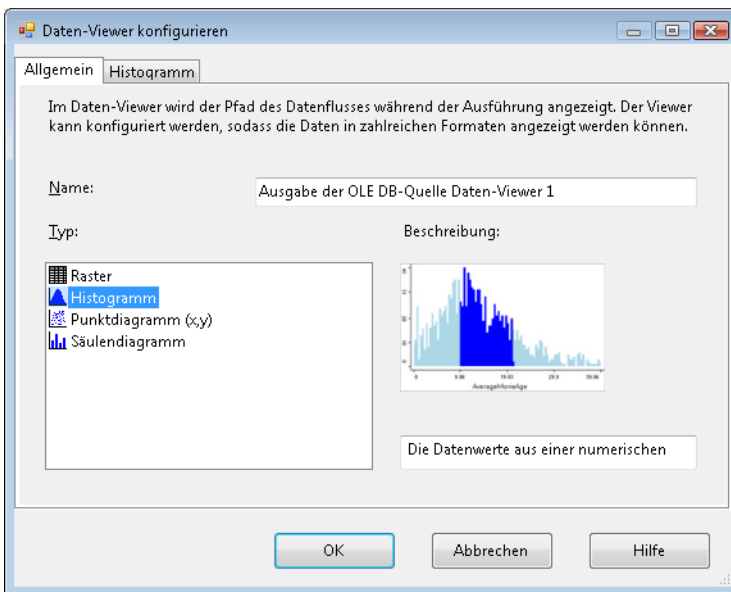 Daten-Viewer konfigurieren
Allgemein
Histogramm
Im Daten-Viewer wird der Pfad des Datenflusses während der Ausführung angezeigt. Der Viewer
kann konfiguriert werden, sodass die Daten in zahlreichen Formaten angezeigt werden können.
Name:
Ausgabe der OLE DB-Quelle Daten-Viewer 1
Typ:
Beschreibung:
Raster
Histogramm
Punktdiagramm (x,y)
Säulendiagramm
AverageMovieAge
Die Datenwerte aus einer numerischen
OK
Abbrechen
Hilfe